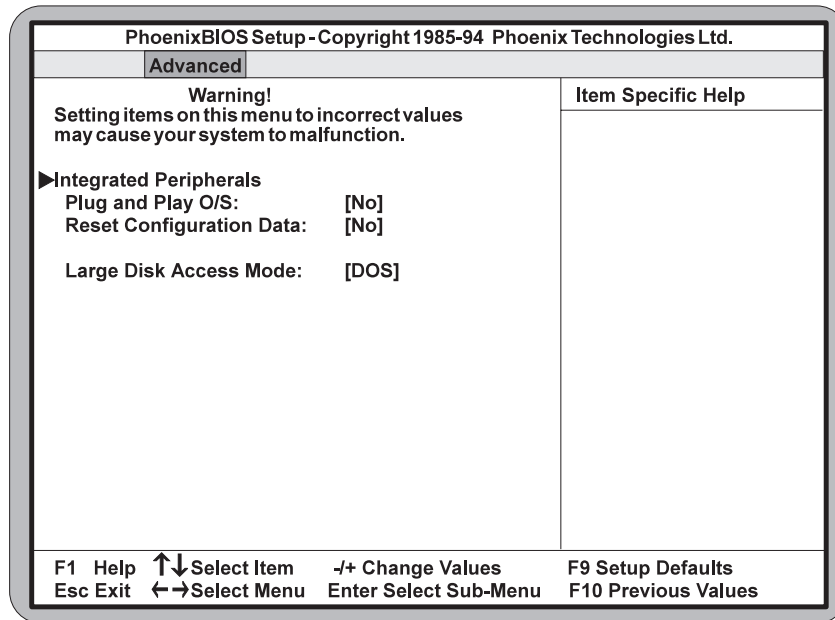 PhoenixBIOS Setup - Copyright 1985-94 Phoenix Technologies Ltd.
Advanced
Warning!
Setting items on this menu to incorrect values
may cause your system to malfunction.
Item Specific Help
▶Integrated Peripherals
Plug and Play O/S: [No]
Reset Configuration Data: [No]
Large Disk Access Mode: [DOS]
F1 Help ↑↓ Select Item -/+ Change Values F9 Setup Defaults
Esc Exit ←→ Select Menu Enter Select Sub-Menu F10 Previous Values